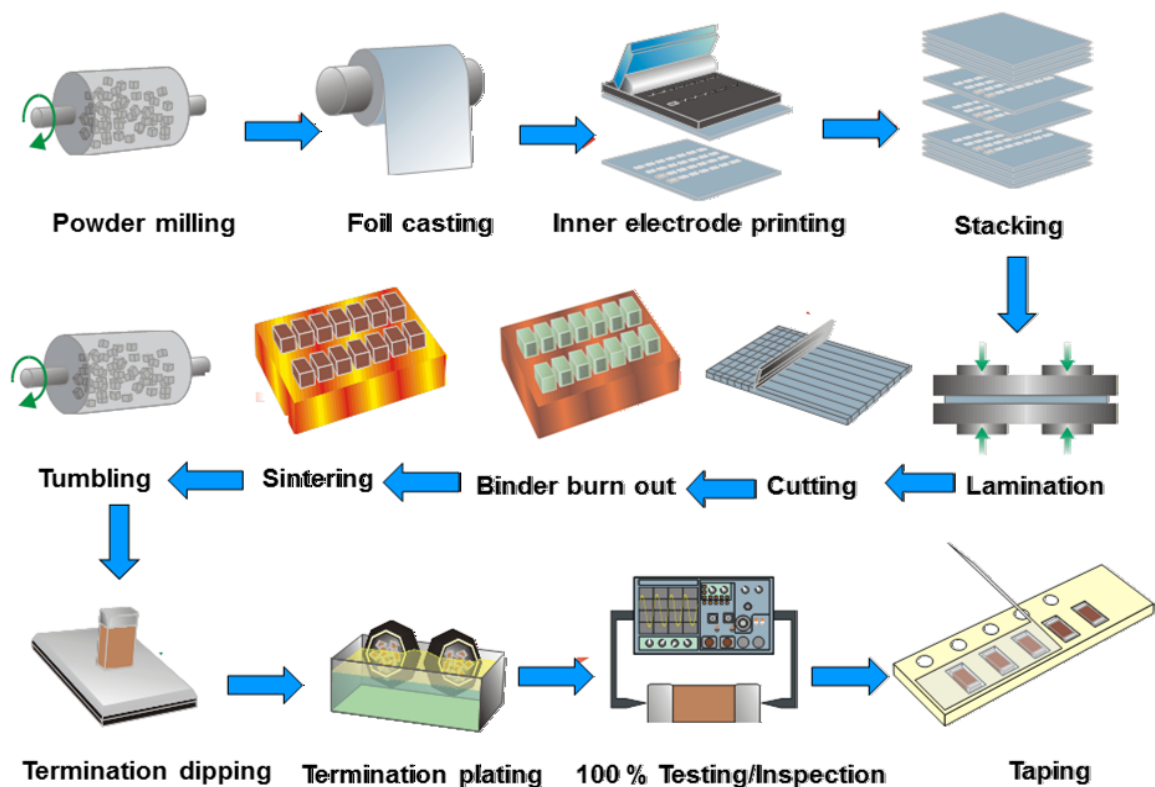 Powder milling
Foil casting
Inner electrode printing
Stacking
Tumbling
Sintering
Binder burn out
Cutting
Lamination
Termination dipping
Termination plating
100 % Testing/Inspection
Taping